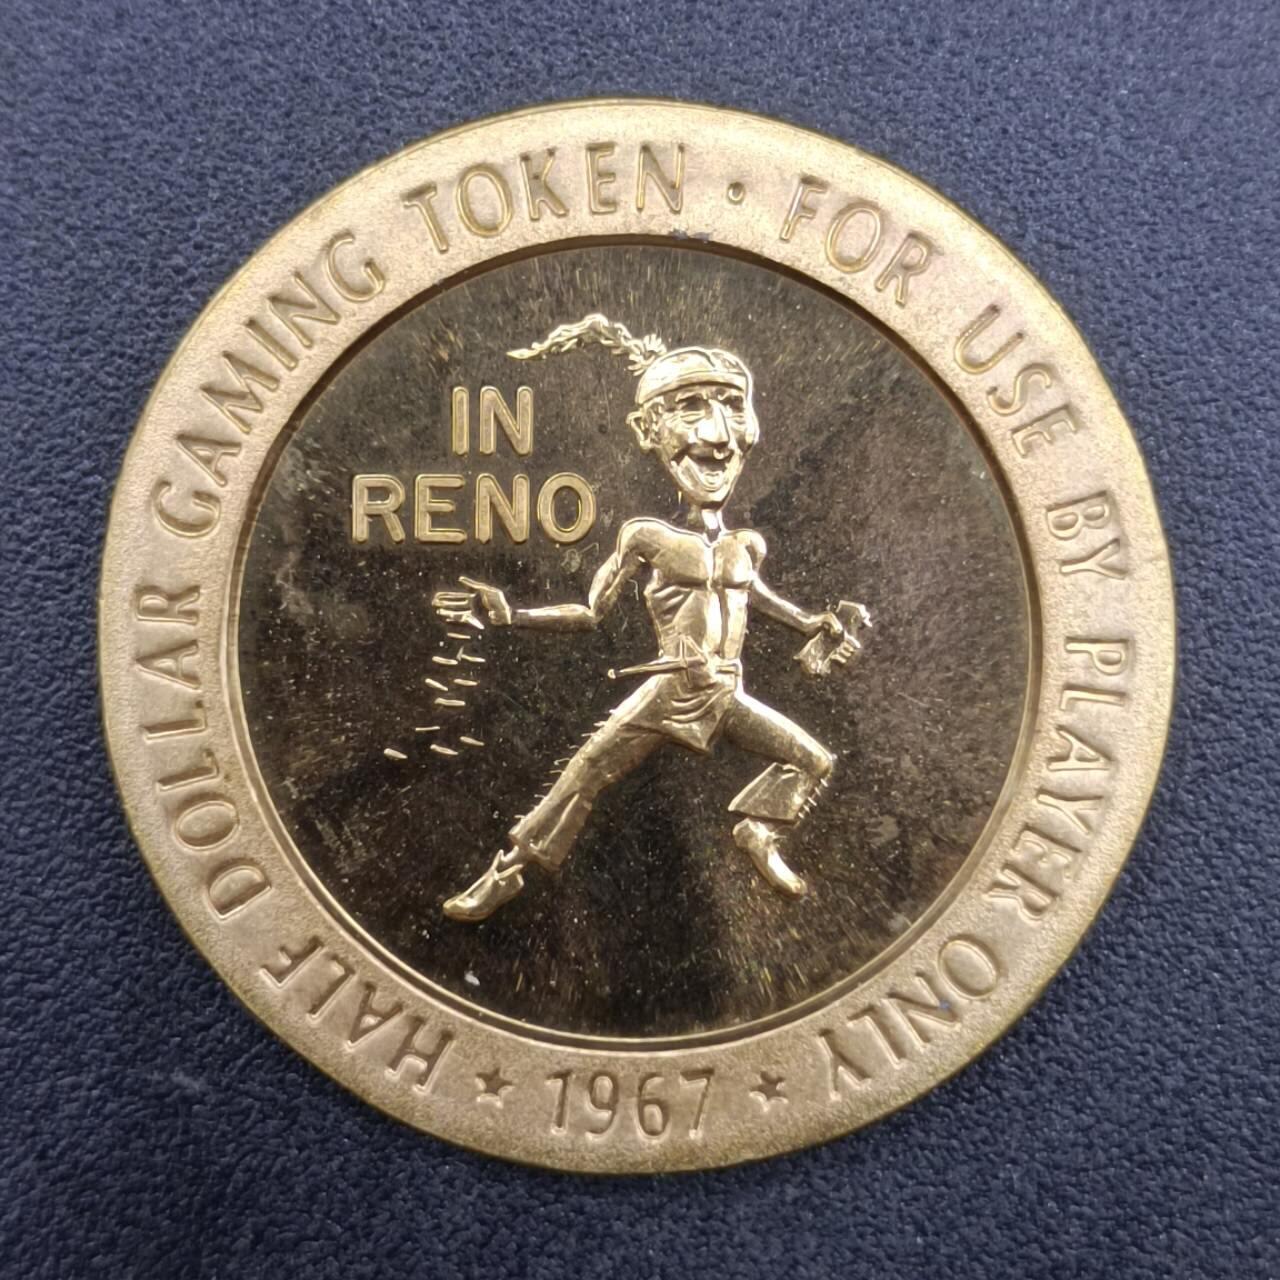 HALF DOLLAR GAMING TOKEN · FOR USE BY PLAYER ONLY
★ 1967 ★
IN
RENO